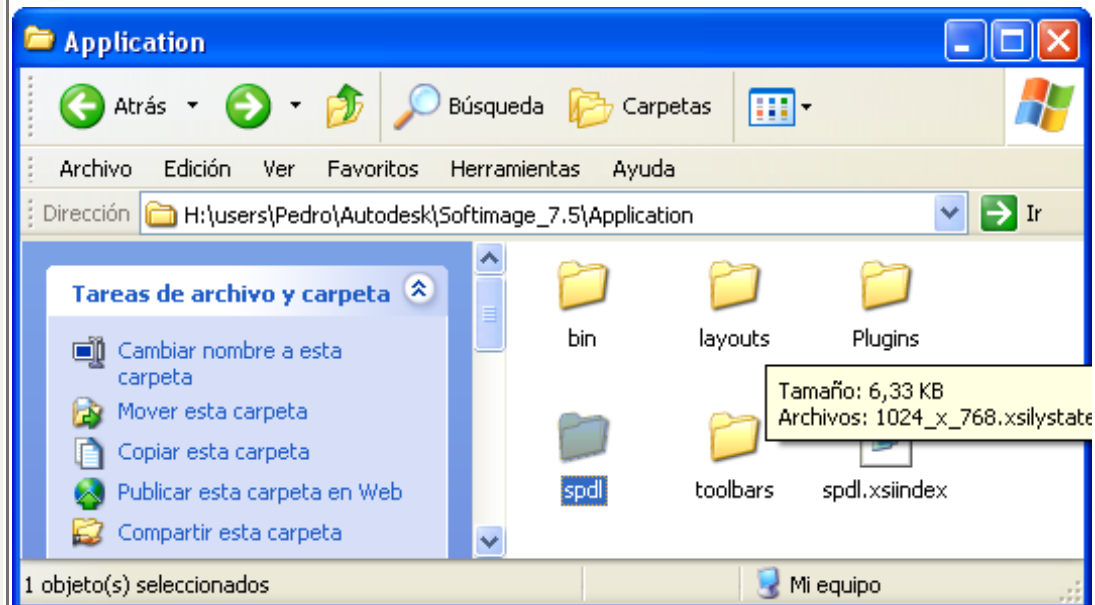 Application
Atrás
Búsqueda
Carpetas
Archivo Edición Ver Favoritos Herramientas Ayuda
Dirección H:\users\Pedro\Autodesk\Softimage_7.5\Application Ir
Tareas de archivo y carpeta
Cambiar nombre a esta
carpeta
Mover esta carpeta
Copiar esta carpeta
Publicar esta carpeta en Web
Compartir esta carpeta
bin layouts Plugins
Tamaño: 6,33 KB
Archivos: 1024_x_768.xsilystate
spdl toolbars spdl.xsiindex
1 objeto(s) seleccionados Mi equipo